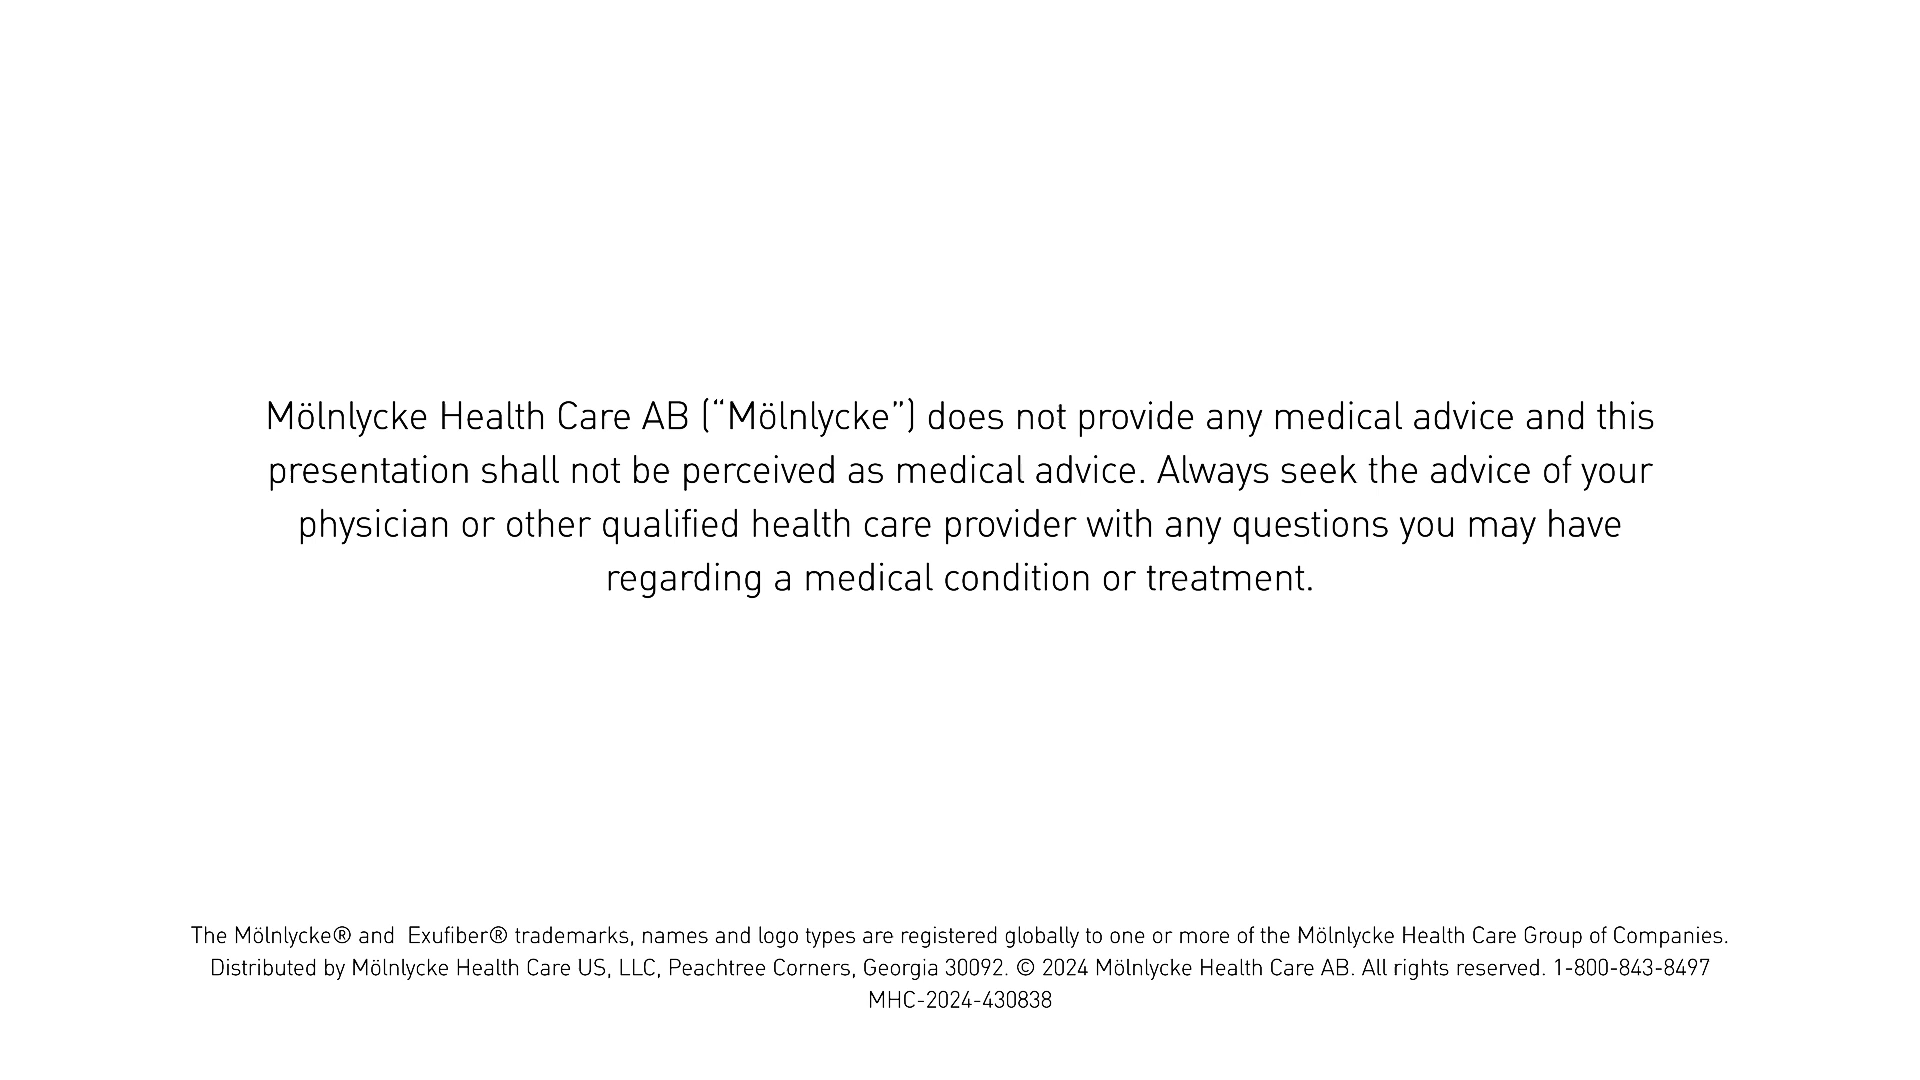 Mölnlycke Health Care AB (“Mölnlycke”) does not provide any medical advice and this
presentation shall not be perceived as medical advice. Always seek the advice of your
physician or other qualified health care provider with any questions you may have
regarding a medical condition or treatment.
The Mölnlycke® and  Exufiber® trademarks, names and logo types are registered globally to one or more of the Mölnlycke Health Care Group of Companies.
Distributed by Mölnlycke Health Care US, LLC, Peachtree Corners, Georgia 30092. © 2024 Mölnlycke Health Care AB. All rights reserved. 1-800-843-8497
MHC-2024-430838